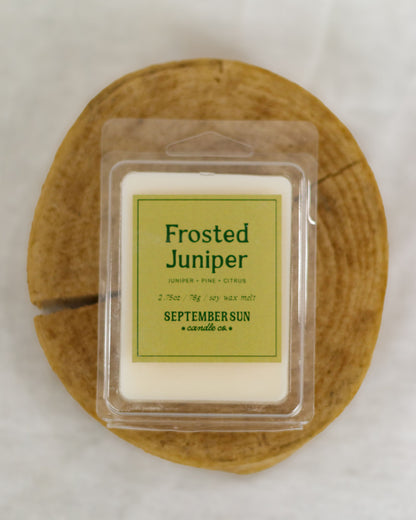 Frosted
Juniper
JUNIPER • PINE • CITRUS
2.75oz / 78g / soy wax melt
SEPTEMBER SUN
• candle co. •